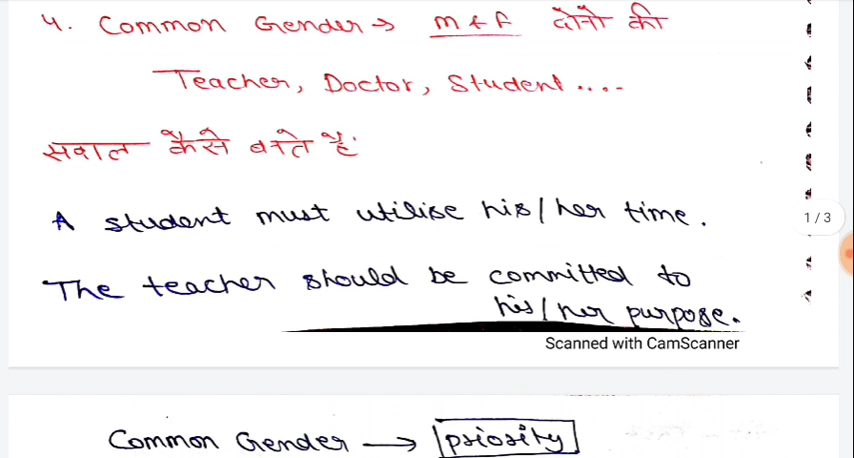 4. Common Gender → M & F दोनों की
Teacher, Doctor, Student....
सवाल कैसे बनते हैं
A student must utilise his/her time.
1/3
The teacher should be committed to
his/her purpose.
Scanned with CamScanner
Common Gender → priority